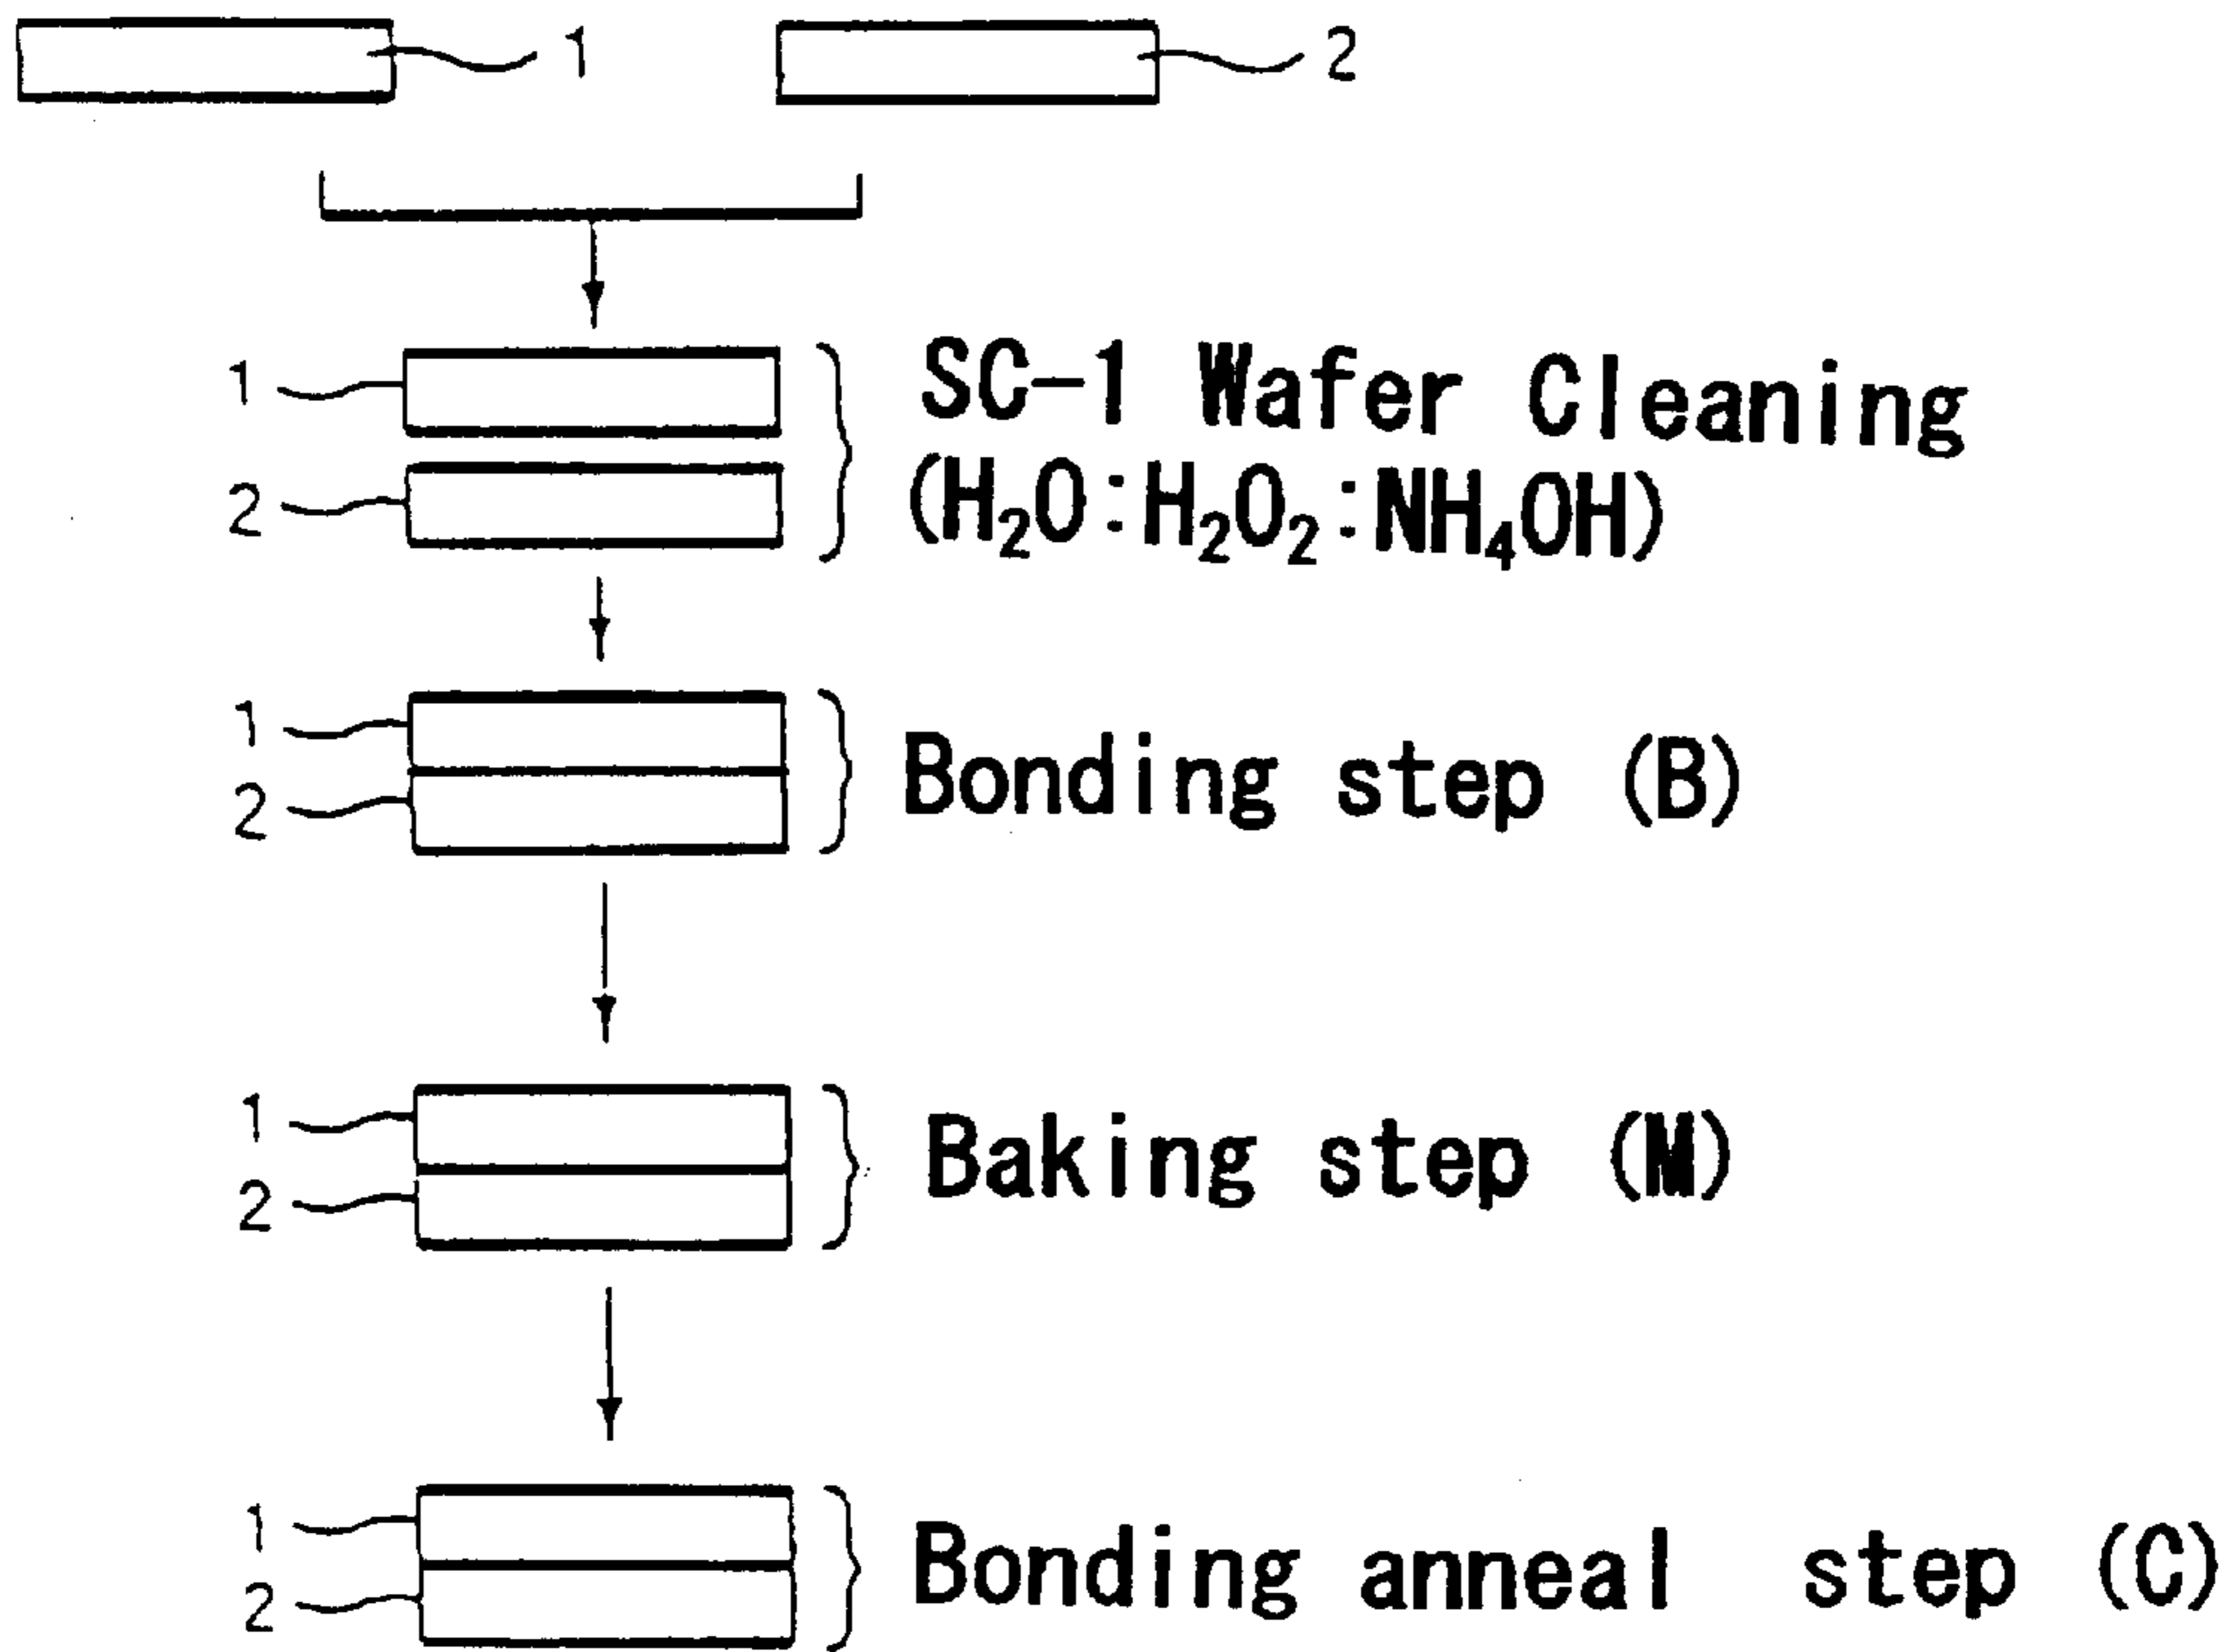 1 2
1
SC-1 Wafer Cleaning
2
(H₂O:H₂O₂:NH₄OH)
1
Bonding step (B)
2
1
Baking step (M)
2
1
Bonding anneal step (C)
2